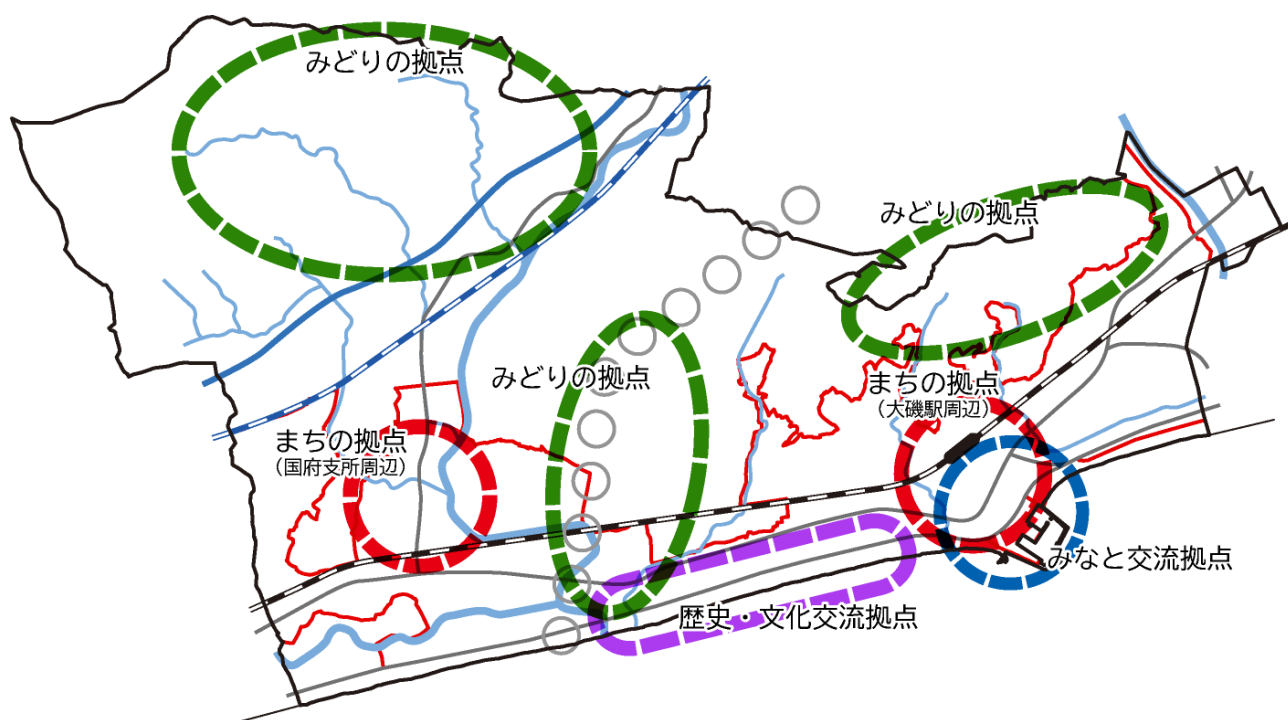 みどりの拠点
みどりの拠点
みどりの拠点
まちの拠点
(大磯駅周辺)
まちの拠点
(国府支所周辺)
みなと交流拠点
歴史・文化交流拠点